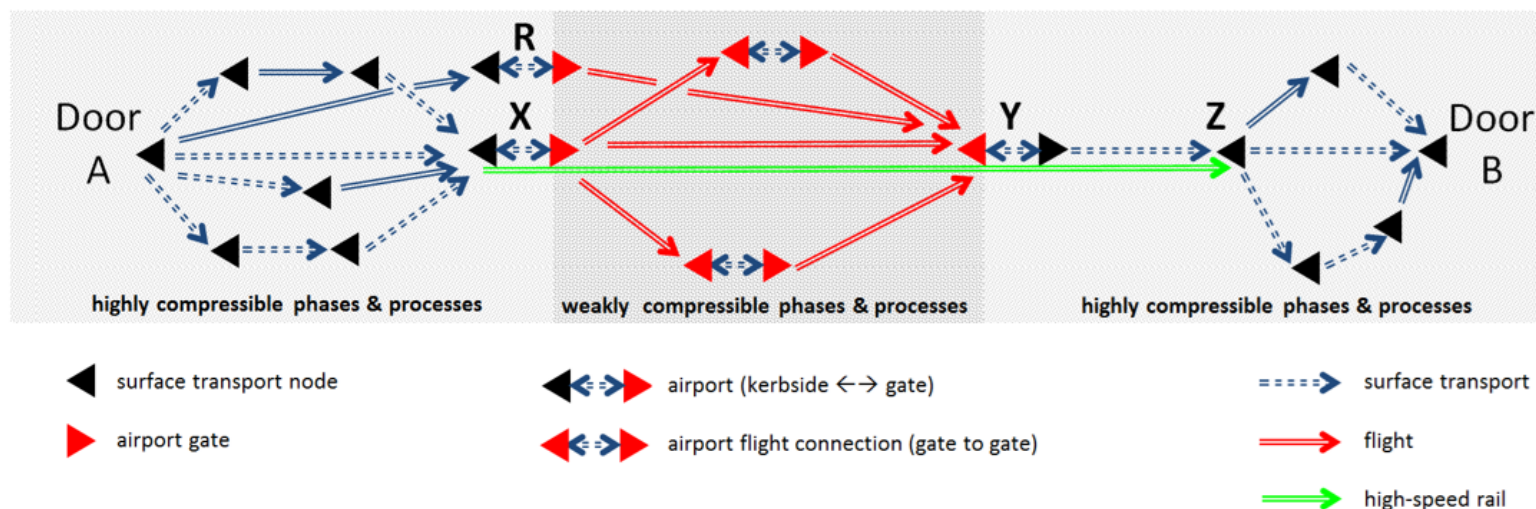 R
X
Y
Z
Door
A
Door
B
highly compressible phases & processes
weakly compressible phases & processes
highly compressible phases & processes
surface transport node
airport (kerbside ←→ gate)
surface transport
airport gate
airport flight connection (gate to gate)
flight
high-speed rail